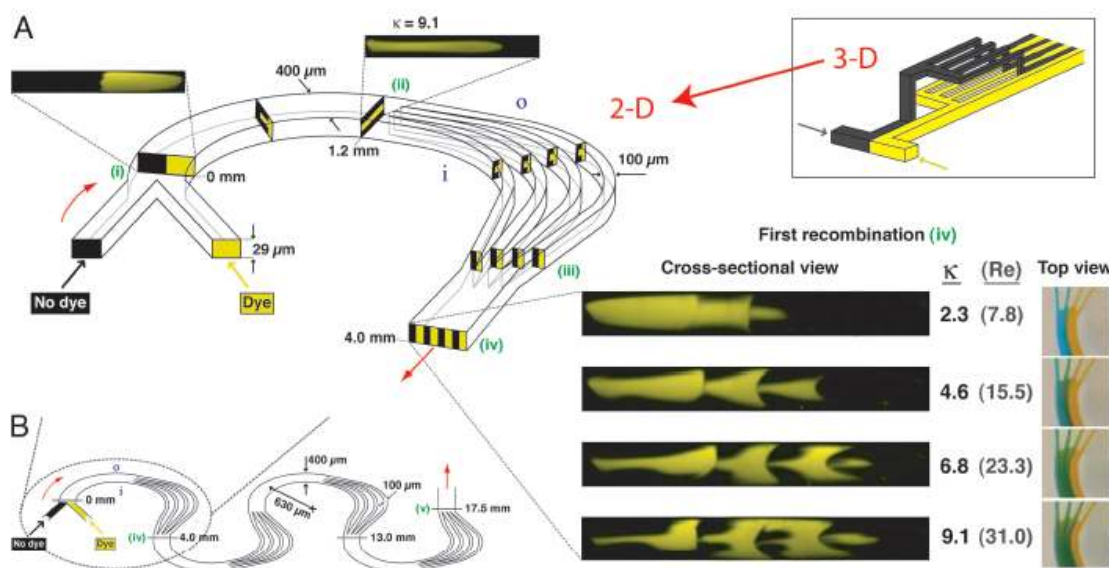 A
κ = 9.1
400 µm
(ii)
o
2-D
3-D
(i)
0 mm
1.2 mm
i
100 µm
29 µm
No dye
Dye
(iii)
4.0 mm
(iv)
First recombination (iv)
Cross-sectional view
κ
(Re)
Top view
2.3 (7.8)
4.6 (15.5)
6.8 (23.3)
9.1 (31.0)
B
o
i
0 mm
No dye
Dye
(iv)
4.0 mm
400 µm
630 µm
100 µm
13.0 mm
(v)
17.5 mm